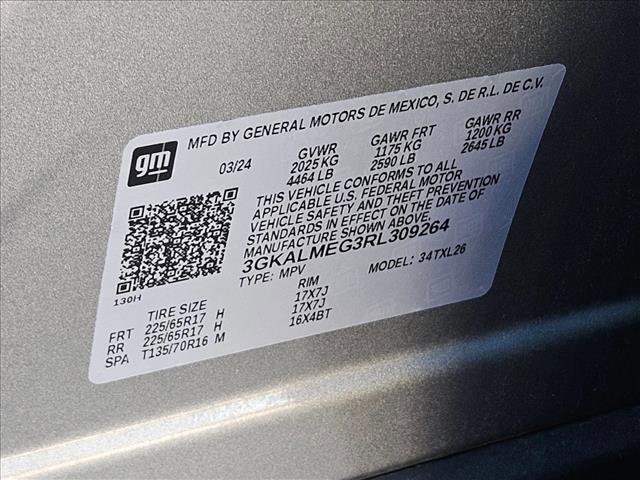 MFD BY GENERAL MOTORS DE MEXICO, S. DE R.L. DE C.V.
gm
03/24 GVWR GAWR FRT GAWR RR
2025 KG 1175 KG 1200 KG
4464 LB 2590 LB 2645 LB
THIS VEHICLE CONFORMS TO ALL
APPLICABLE U.S. FEDERAL MOTOR
VEHICLE SAFETY AND THEFT PREVENTION
STANDARDS IN EFFECT ON THE DATE OF
MANUFACTURE SHOWN ABOVE.
3GKALMEG3RL309264
TYPE: MPV MODEL: 34TXL26
130H
TIRE SIZE RIM
FRT 225/65R17 H 17X7J
RR 225/65R17 H 17X7J
SPA T135/70R16 M 16X4BT